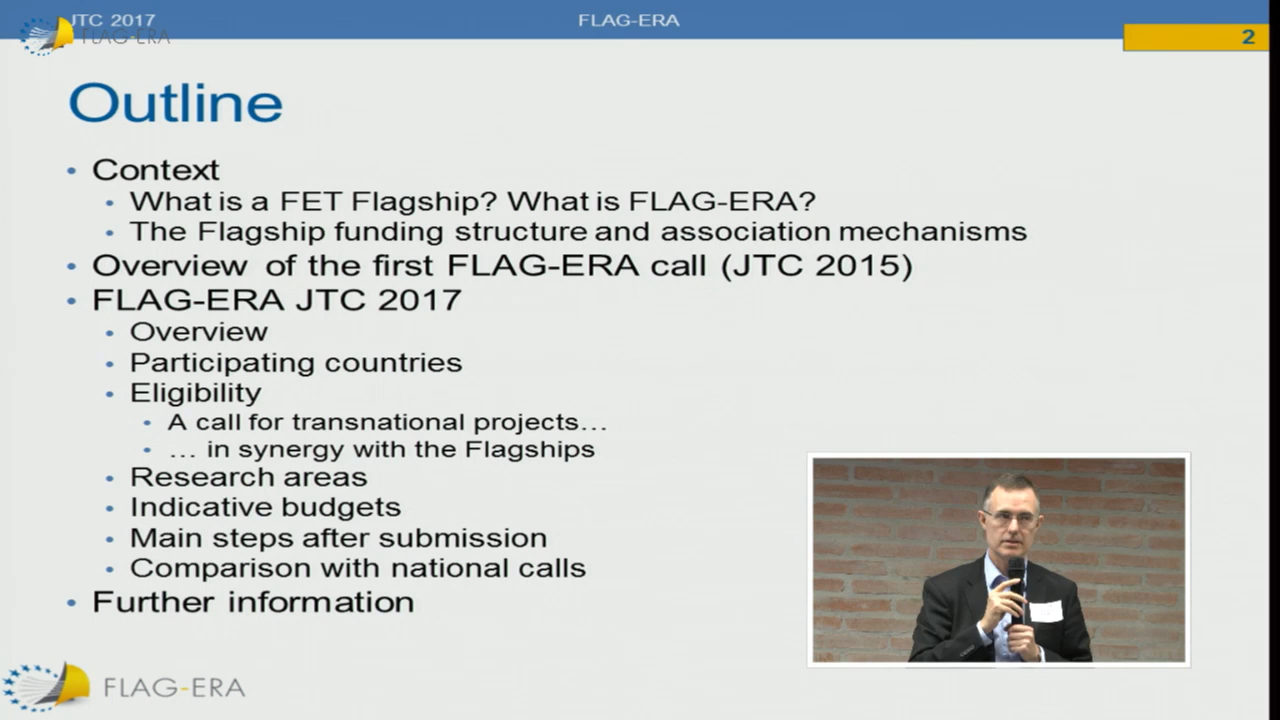 JTC 2017
FLAG-ERA
2
FLAG-ERA
Outline
Context
What is a FET Flagship? What is FLAG-ERA?
The Flagship funding structure and association mechanisms
Overview of the first FLAG-ERA call (JTC 2015)
FLAG-ERA JTC 2017
Overview
Participating countries
Eligibility
A call for transnational projects…
… in synergy with the Flagships
Research areas
Indicative budgets
Main steps after submission
Comparison with national calls
Further information
FLAG-ERA